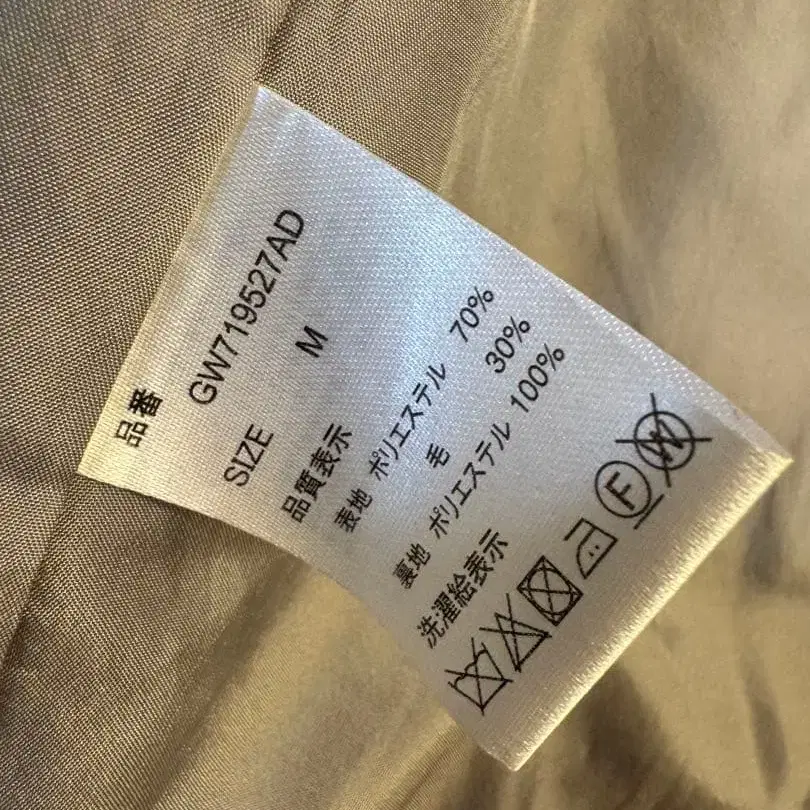 品番 GW719527AD
SIZE M
品質表示
表地 ポリエステル 70%
毛 30%
裏地 ポリエステル 100%
洗濯絵表示
F W